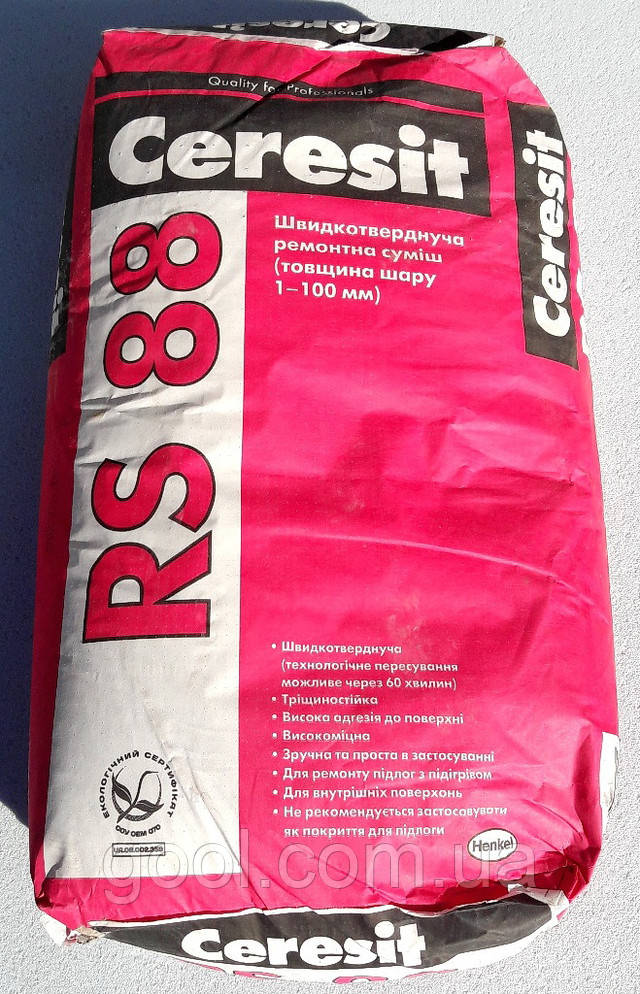 Ceresit
Quality for Professionals
Ceresit
Ceresit
RS 88
Швидкотверднуча
ремонтна суміш
(товщина шару
1–100 мм)
• Швидкотверднуча
(технологічне пересування
можливе через 60 хвилин)
• Тріщиностійка
• Висока адгезія до поверхні
• Високоміцна
• Зручна та проста в застосуванні
• Для ремонту підлог з підігрівом
• Для внутрішніх поверхонь
• Не рекомендується застосовувати
як покриття для підлоги
ЕКОЛОГІЧНИЙ СЕРТИФІКАТ
Henkel
gool.com.ua
Ceresit